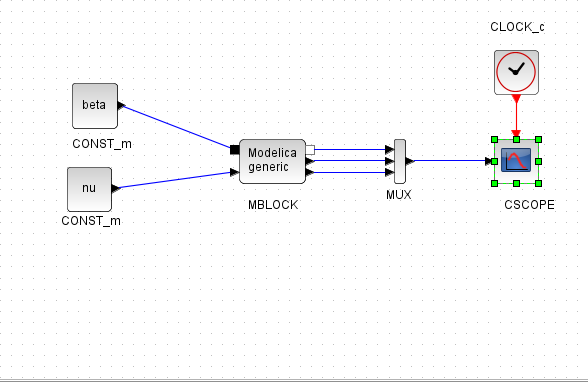 CLOCK_c
beta
CONST_m
Modelica
generic
nu
MUX
MBLOCK
CSCOPE
CONST_m